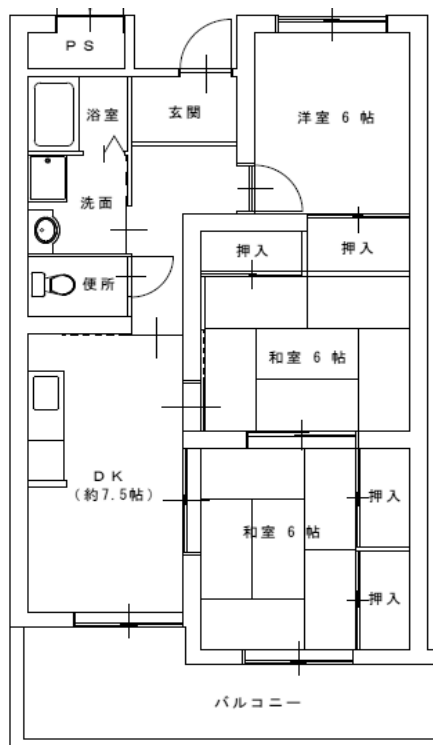 PS
浴室
玄関
洋室 6 帖
洗面
押入
押入
便所
和室 6 帖
DK
(約7.5帖)
押入
和室 6 帖
押入
バルコニー